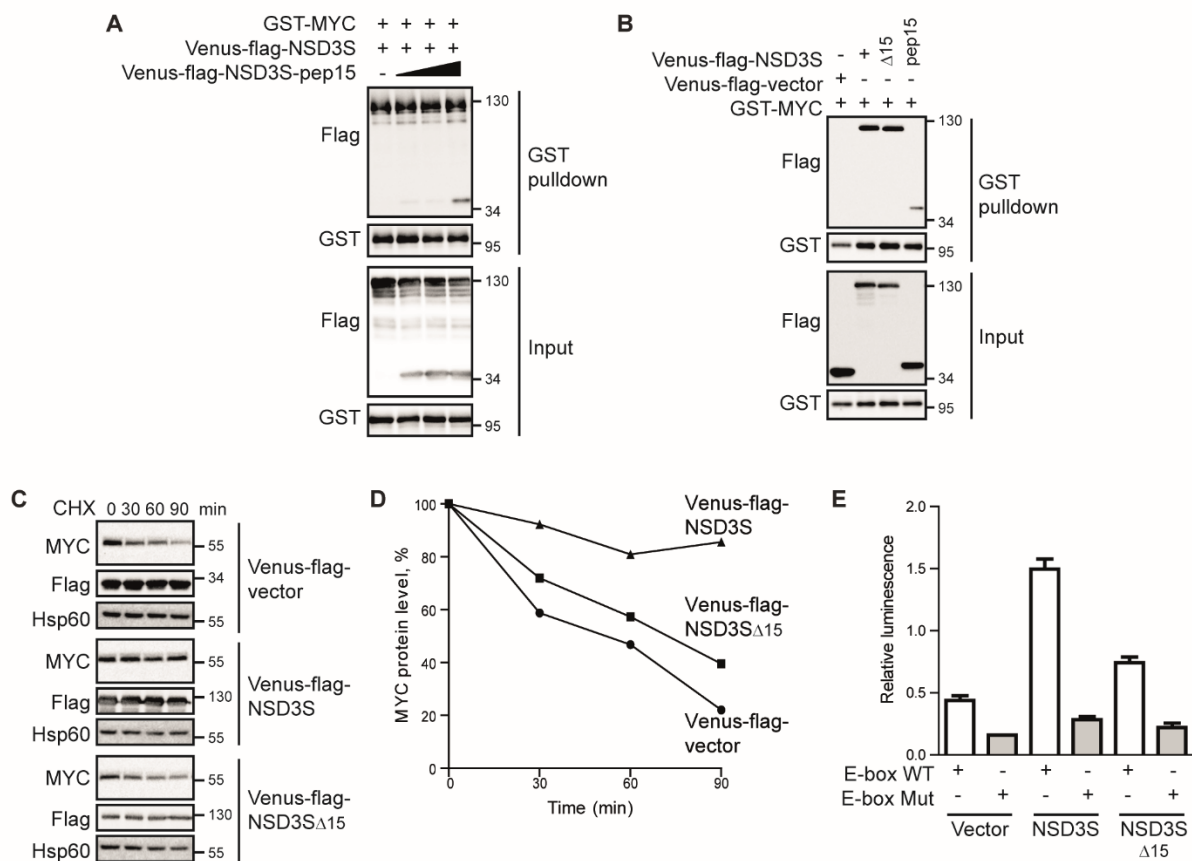 A
GST-MYC + + + +
Venus-flag-NSD3S + + + +
Venus-flag-NSD3S-pep15 -
Flag
130
34
GST
pulldown
GST
95
Flag
130
34
Input
GST
95
B
Venus-flag-NSD3S - + Δ15 pep15
Venus-flag-vector + - - -
GST-MYC + + + +
Flag
130
34
GST
pulldown
GST
95
Flag
130
34
Input
GST
95
C
CHX 0 30 60 90 min
MYC 55
Flag 34
Hsp60 55
Venus-flag-
vector
MYC 55
Flag 130
Hsp60 55
Venus-flag-
NSD3S
MYC 55
Flag 130
Hsp60 55
Venus-flag-
NSD3SΔ15
D
MYC protein level, %
100
80
60
40
20
0
0 30 60 90
Time (min)
Venus-flag-
NSD3S
Venus-flag-
NSD3SΔ15
Venus-flag-
vector
E
Relative luminescence
2.0
1.5
1.0
0.5
0.0
E-box WT + - + - + -
E-box Mut - + - + - +
Vector NSD3S NSD3S
Δ15